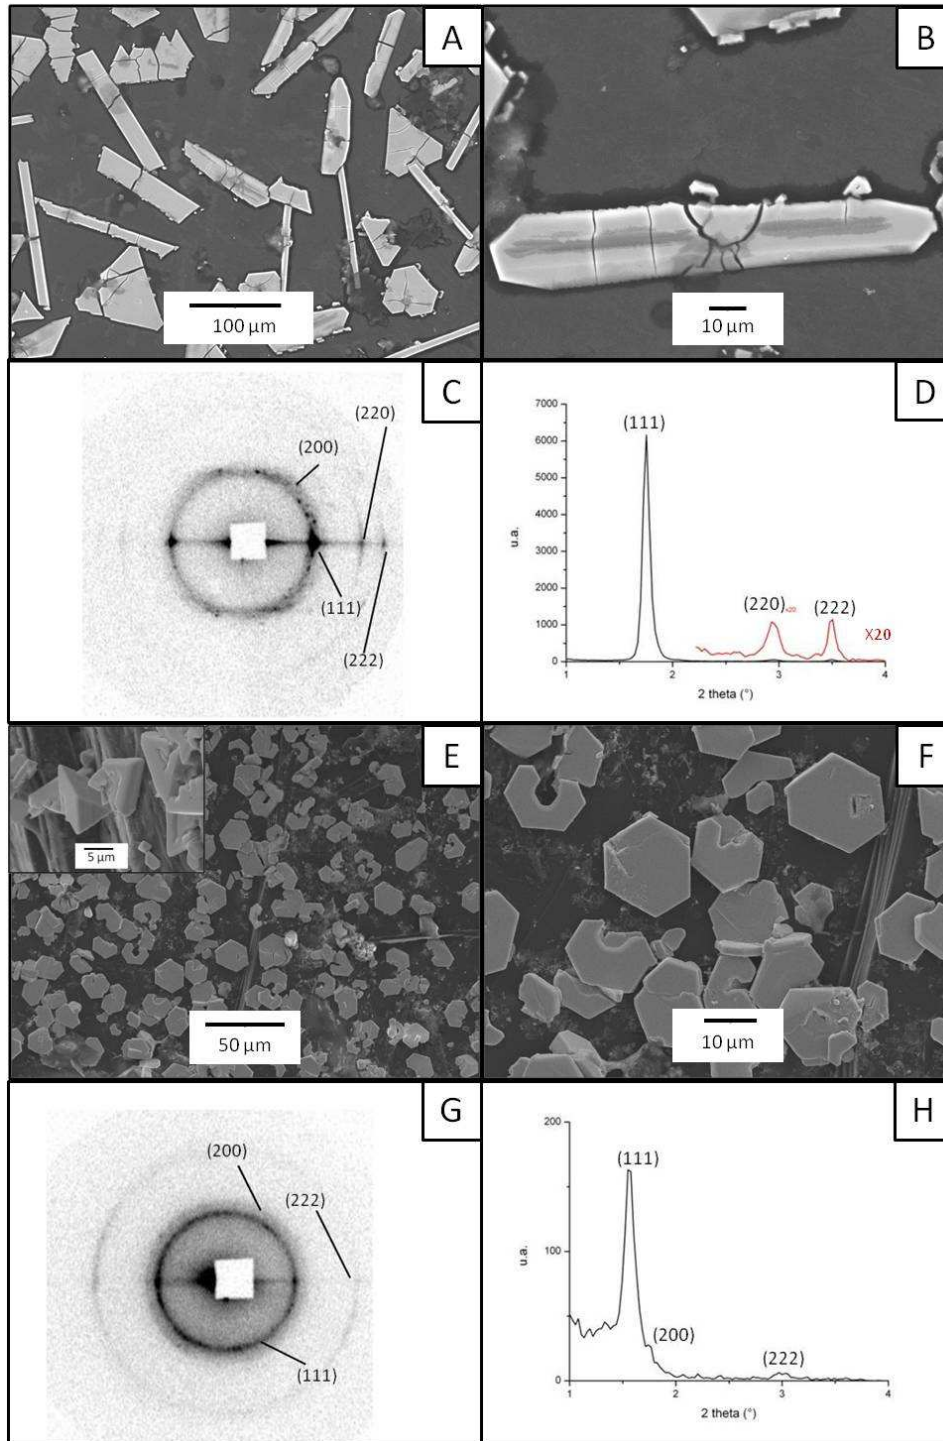 A
100 µm
B
10 µm
C
(220)
(200)
(111)
(222)
D
7000
6000
5000
4000
3000
2000
1000
0
u.a.
(111)
(220)
x20
(222)
X20
1
2
3
4
2 theta (°)
E
5 µm
50 µm
F
10 µm
G
(200)
(222)
(111)
H
200
100
0
u.a.
(111)
(200)
(222)
1
2
3
4
2 theta (°)